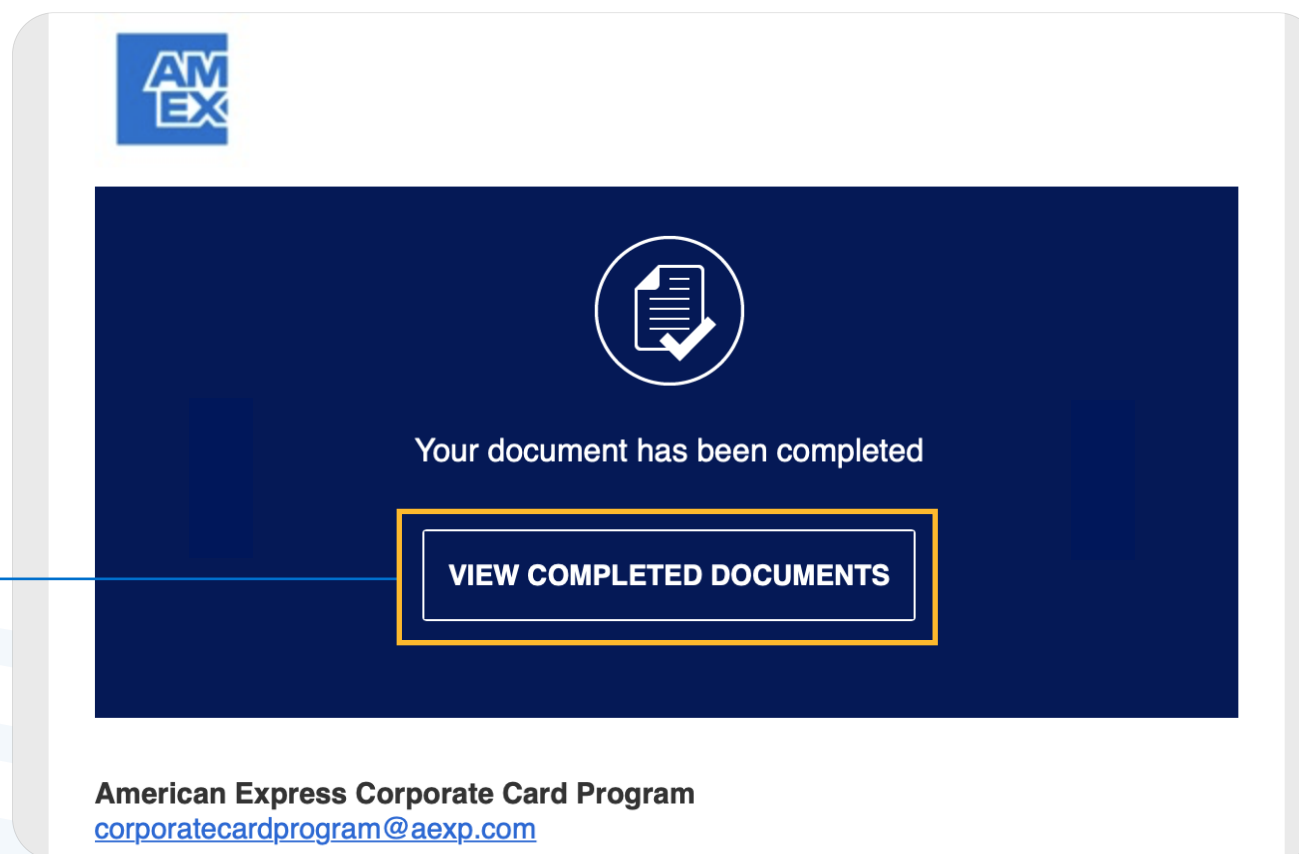 AM
EX
Your document has been completed
VIEW COMPLETED DOCUMENTS
American Express Corporate Card Program
corporatecardprogram@aexp.com